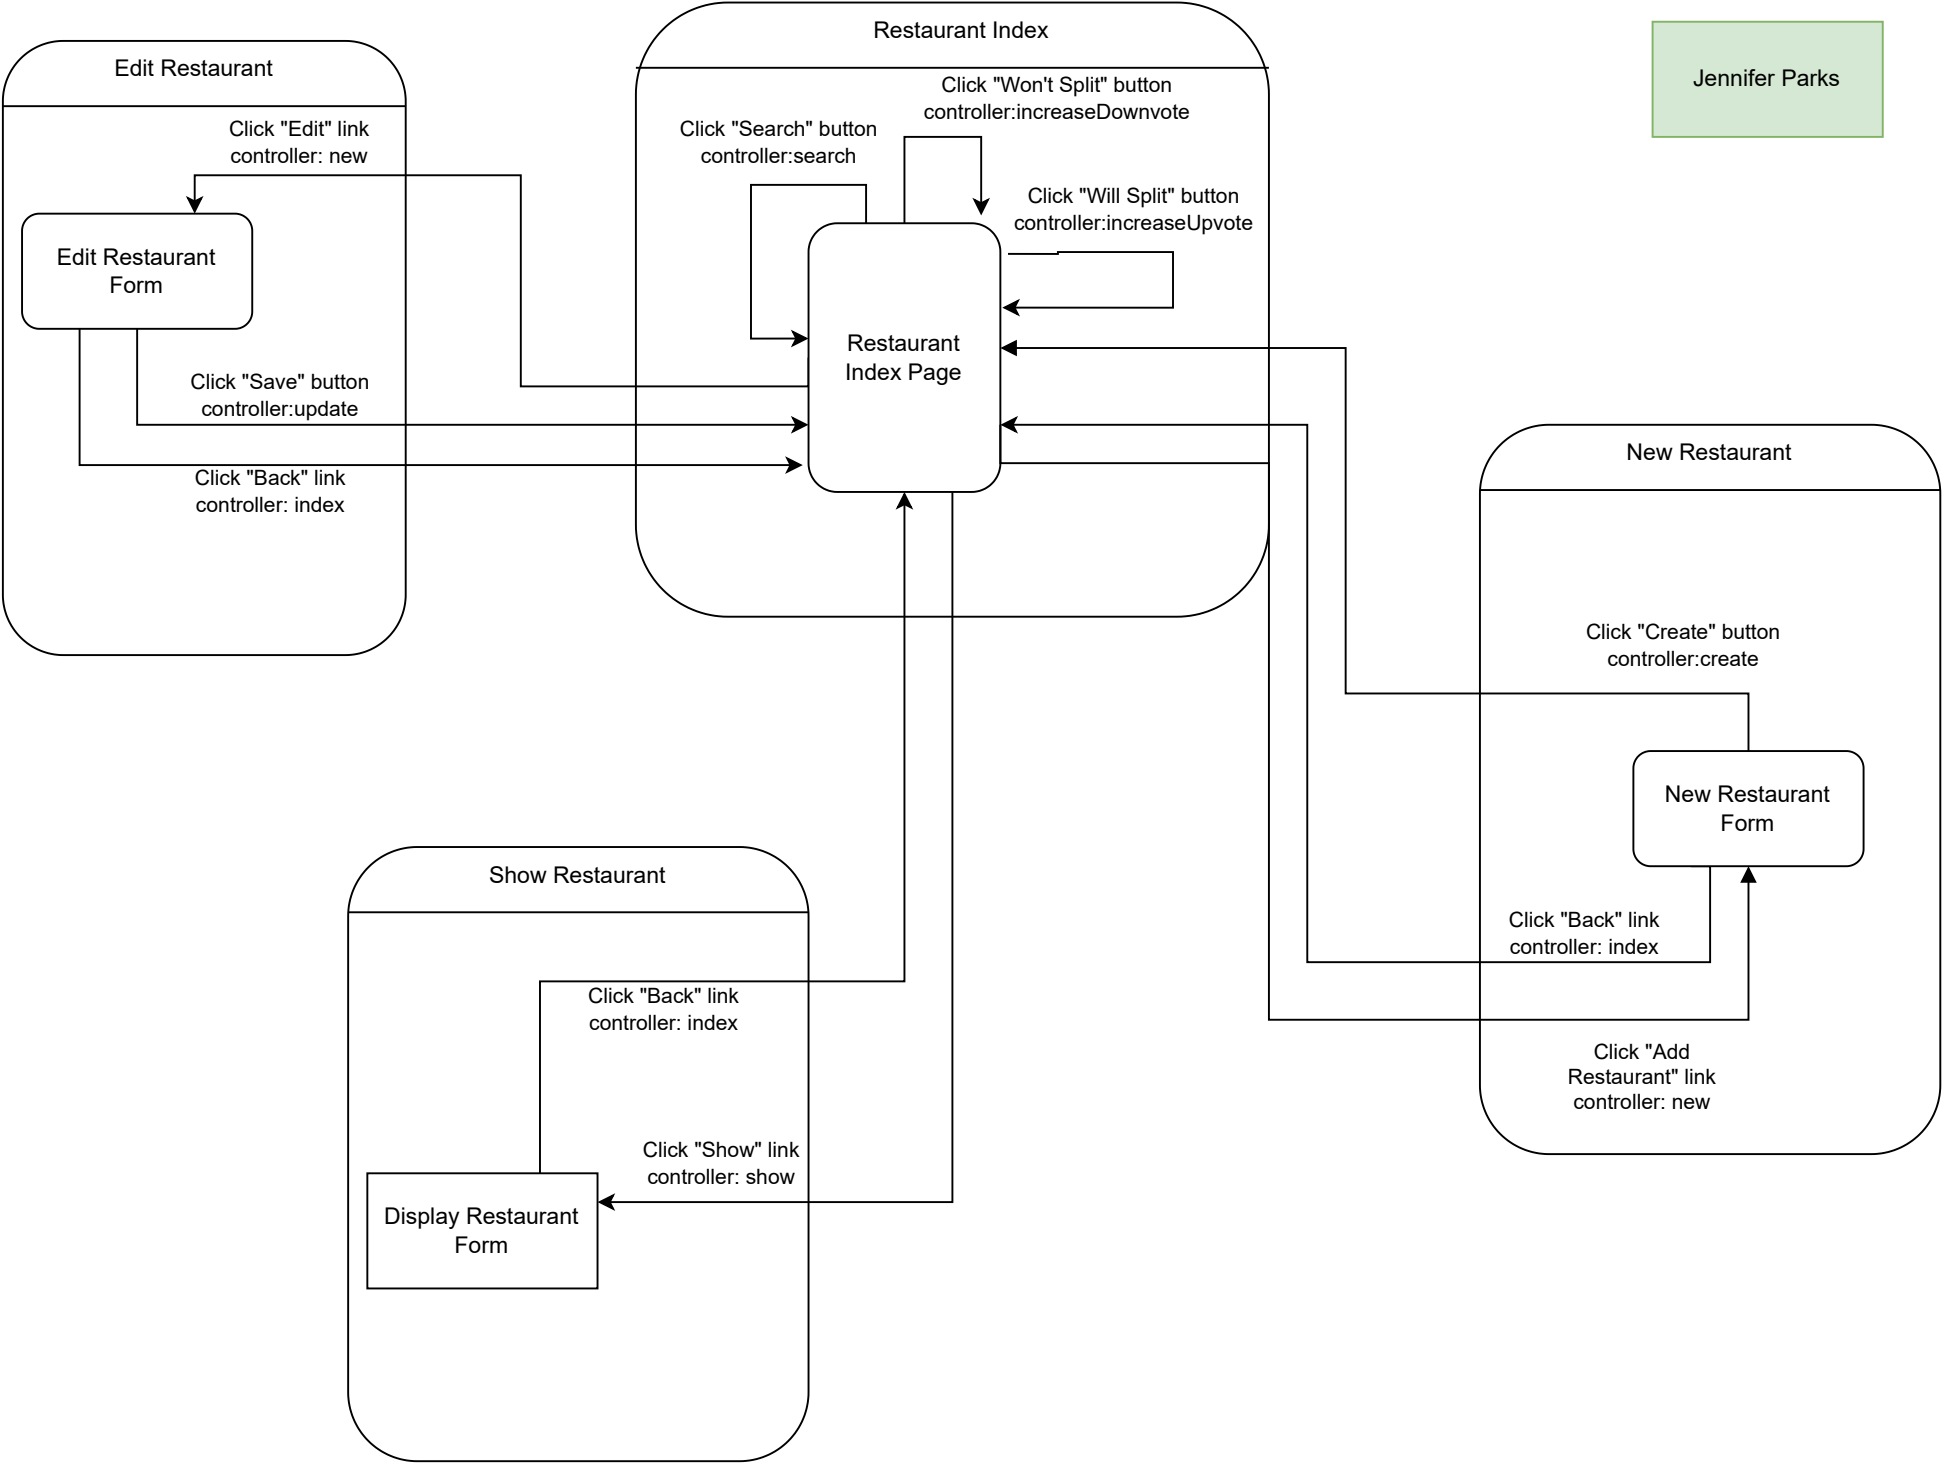 Restaurant Index
Edit Restaurant
Jennifer Parks
Click "Won't Split" button
controller:increaseDownvote
Click "Search" button
controller:search
Click "Edit" link
controller: new
Click "Will Split" button
controller:increaseUpvote
Edit Restaurant
Form
Restaurant
Index Page
Click "Save" button
controller:update
Click "Back" link
controller: index
New Restaurant
Click "Create" button
controller:create
New Restaurant
Form
Show Restaurant
Click "Back" link
controller: index
Click "Back" link
controller: index
Click "Add
Restaurant" link
controller: new
Click "Show" link
controller: show
Display Restaurant
Form